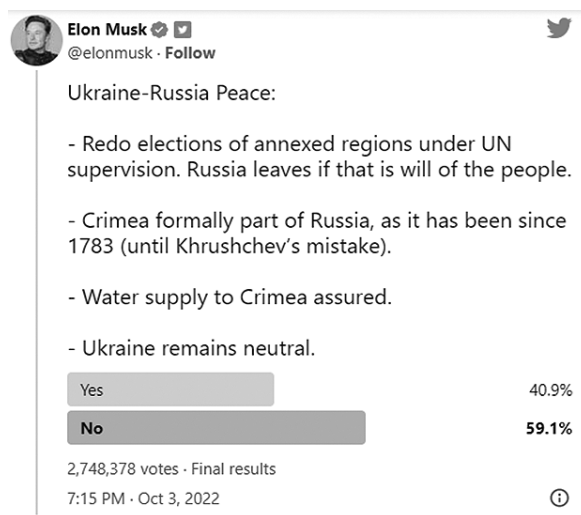 Elon Musk
@elonmusk · Follow
Ukraine-Russia Peace:
- Redo elections of annexed regions under UN
supervision. Russia leaves if that is will of the people.
- Crimea formally part of Russia, as it has been since
1783 (until Khrushchev’s mistake).
- Water supply to Crimea assured.
- Ukraine remains neutral.
Yes 40.9%
No 59.1%
2,748,378 votes · Final results
7:15 PM · Oct 3, 2022